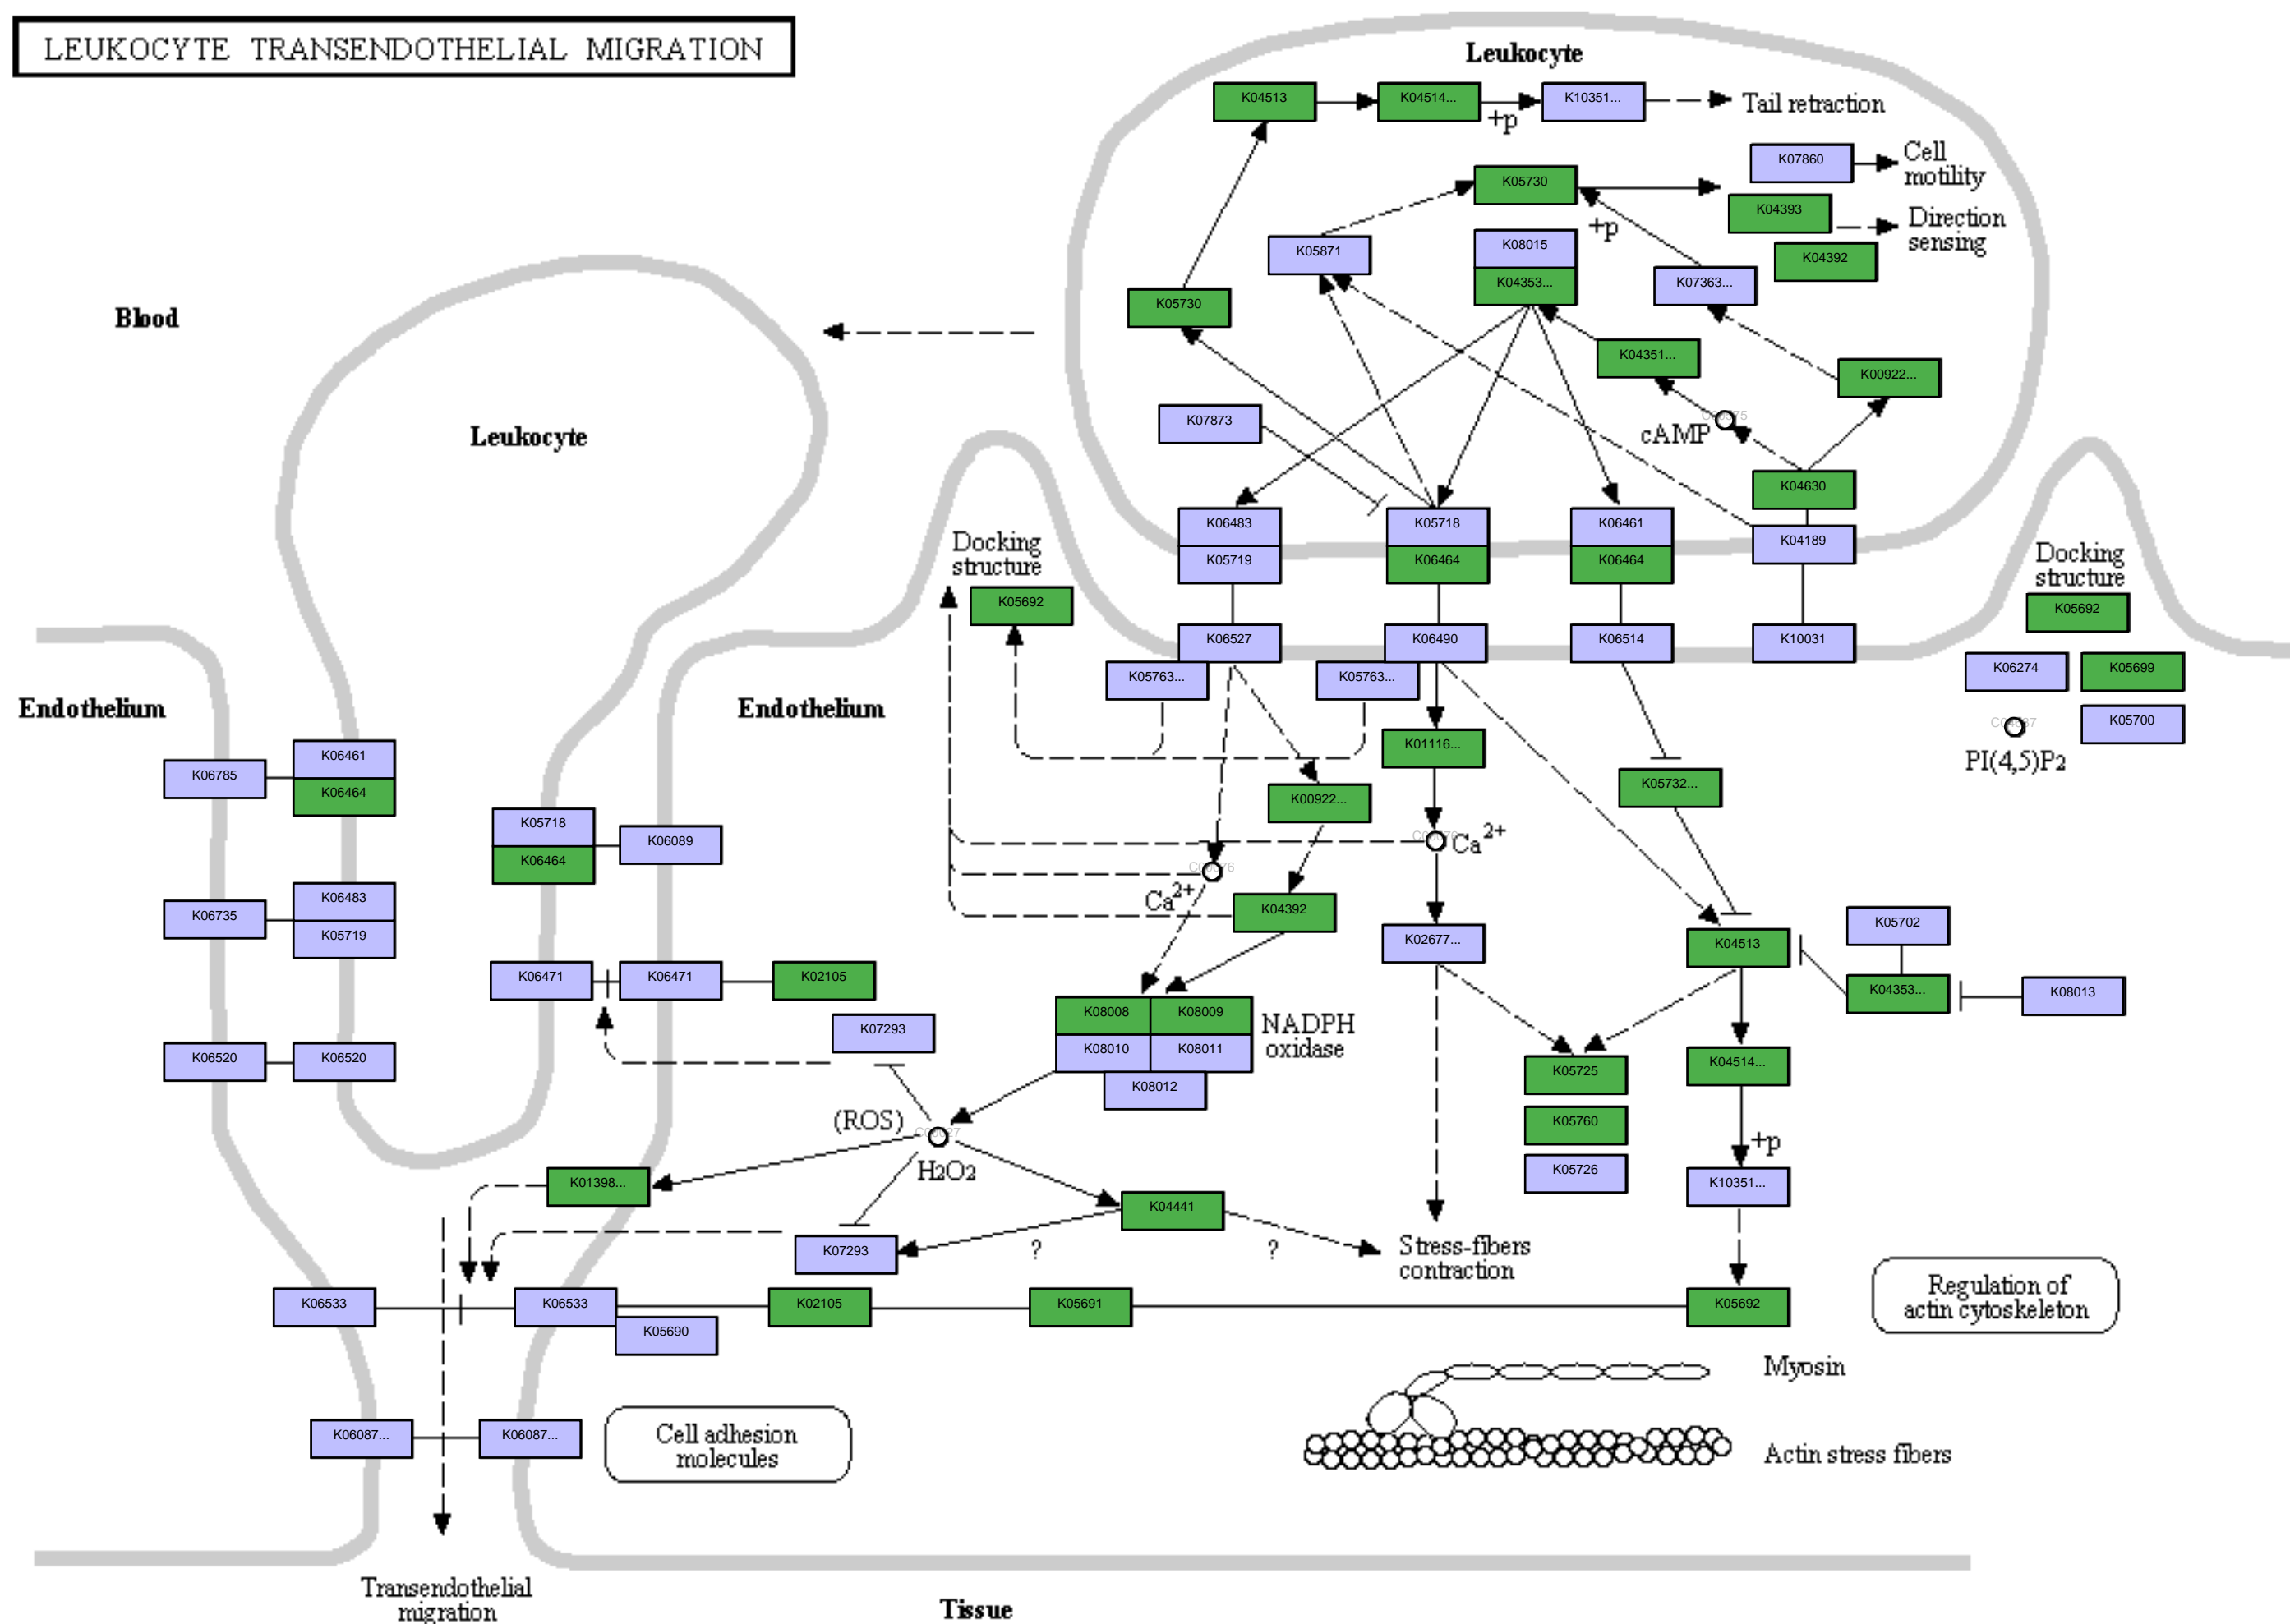 LEUKOCYTE TRANSENDOTHELIAL MIGRATION
Leukocyte
K04513
K04514...
+p
K10351...
Tail retraction
K07860
Cell
motility
K05730
K04393
+p
Direction
sensing
K04392
K05871
K08015
K04353...
K07363...
K05730
Blood
K04351...
K00922...
K07873
cAMP
Leukocyte
K04630
K06483
K05719
K05718
K06464
K06461
K06464
K04189
Docking
structure
K05692
Docking
structure
K05692
K06527
K06490
K06514
K10031
K05763...
K05763...
K06274
K05699
K05700
PI(4,5)P2
Endothelium
Endothelium
K06785
K06461
K06464
K01116...
K05732...
K00922...
K05718
K06464
K06089
Ca2+
Ca2+
K04392
K06735
K06483
K05719
K02677...
K04513
K05702
K06471
K06471
K02105
K04353...
K08013
K07293
K08008
K08009
K08010
K08011
K08012
NADPH
oxidase
K06520
K06520
K05725
K04514...
K05760
K05726
+p
(ROS)
H2O2
K01398...
K04441
K10351...
K07293
?
?
Stress-fibers
contraction
K06533
K06533
K05690
K02105
K05691
K05692
Regulation of
actin cytoskeleton
Myosin
K06087...
K06087...
Cell adhesion
molecules
Actin stress fibers
Transendothelial
migration
Tissue